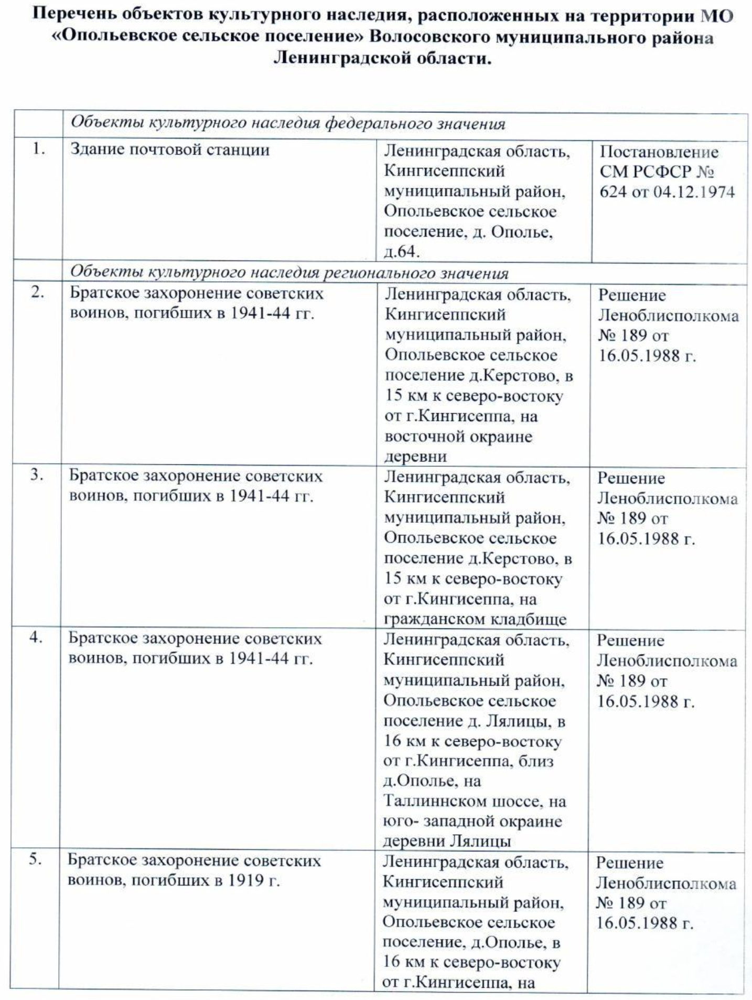 Перечень объектов культурного наследия, расположенных на территории МО
«Опольевское сельское поселение» Волосовского муниципального района
Ленинградской области.
Объекты культурного наследия федерального значения
1.
Здание почтовой станции
Ленинградская область,
Кингисеппский
муниципальный район,
Опольевское сельское
поселение, д. Ополье,
д.64.
Постановление
СМ РСФСР №
624 от 04.12.1974
Объекты культурного наследия регионального значения
2.
Братское захоронение советских
воинов, погибших в 1941-44 гг.
Ленинградская область,
Кингисеппский
муниципальный район,
Опольевское сельское
поселение д.Керстово, в
15 км к северо-востоку
от г.Кингисеппа, на
восточной окраине
деревни
Решение
Леноблисполкома
№ 189 от
16.05.1988 г.
3.
Братское захоронение советских
воинов, погибших в 1941-44 гг.
Ленинградская область,
Кингисеппский
муниципальный район,
Опольевское сельское
поселение д.Керстово, в
15 км к северо-востоку
от г.Кингисеппа, на
гражданском кладбище
Решение
Леноблисполкома
№ 189 от
16.05.1988 г.
4.
Братское захоронение советских
воинов, погибших в 1941-44 гг.
Ленинградская область,
Кингисеппский
муниципальный район,
Опольевское сельское
поселение д. Лялицы, в
16 км к северо-востоку
от г.Кингисеппа, близ
д.Ополье, на
Таллиннском шоссе, на
юго- западной окраине
деревни Лялицы
Решение
Леноблисполкома
№ 189 от
16.05.1988 г.
5.
Братское захоронение советских
воинов, погибших в 1919 г.
Ленинградская область,
Кингисеппский
муниципальный район,
Опольевское сельское
поселение, д.Ополье, в
16 км к северо-востоку
от г.Кингисеппа, на
Решение
Леноблисполкома
№ 189 от
16.05.1988 г.